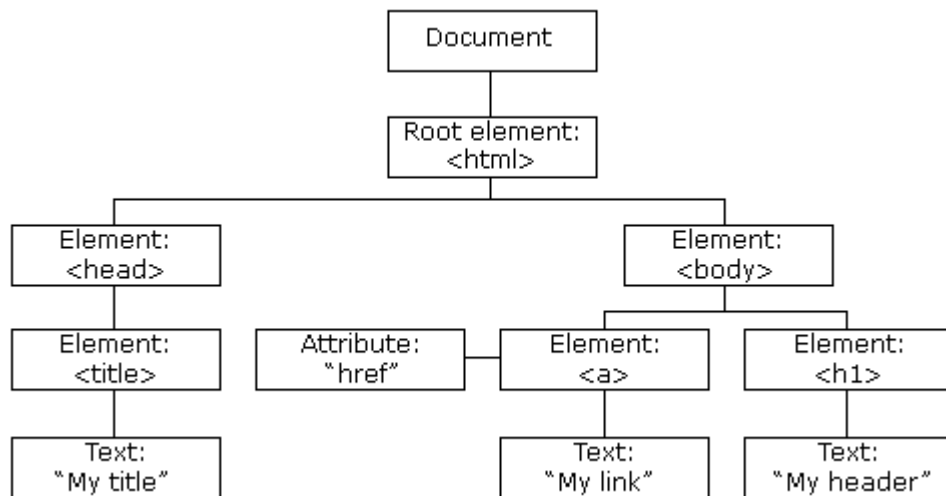 Document
Root element:
<html>
Element:
<head>
Element:
<body>
Element:
<title>
Attribute:
“href”
Element:
<a>
Element:
<h1>
Text:
“My title”
Text:
“My link”
Text:
“My header”